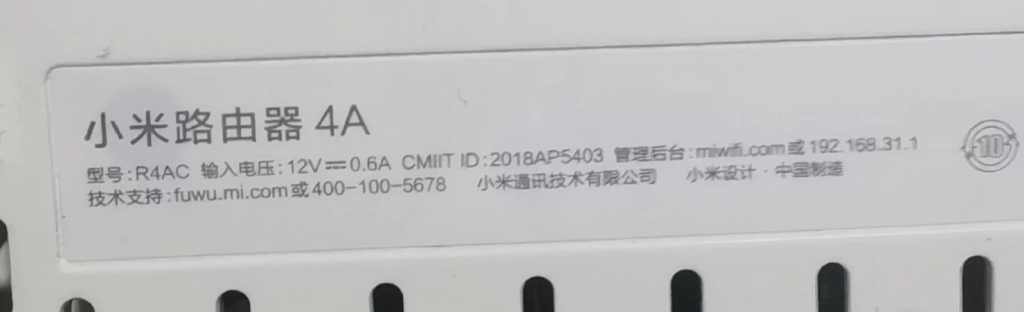 小米路由器 4A
型号:R4AC 输入电压:12V⎓0.6A CMIIT ID:2018AP5403 管理后台:miwifi.com或192.168.31.1
技术支持:fuwu.mi.com或400-100-5678 小米通讯技术有限公司 小米设计·中国制造
10